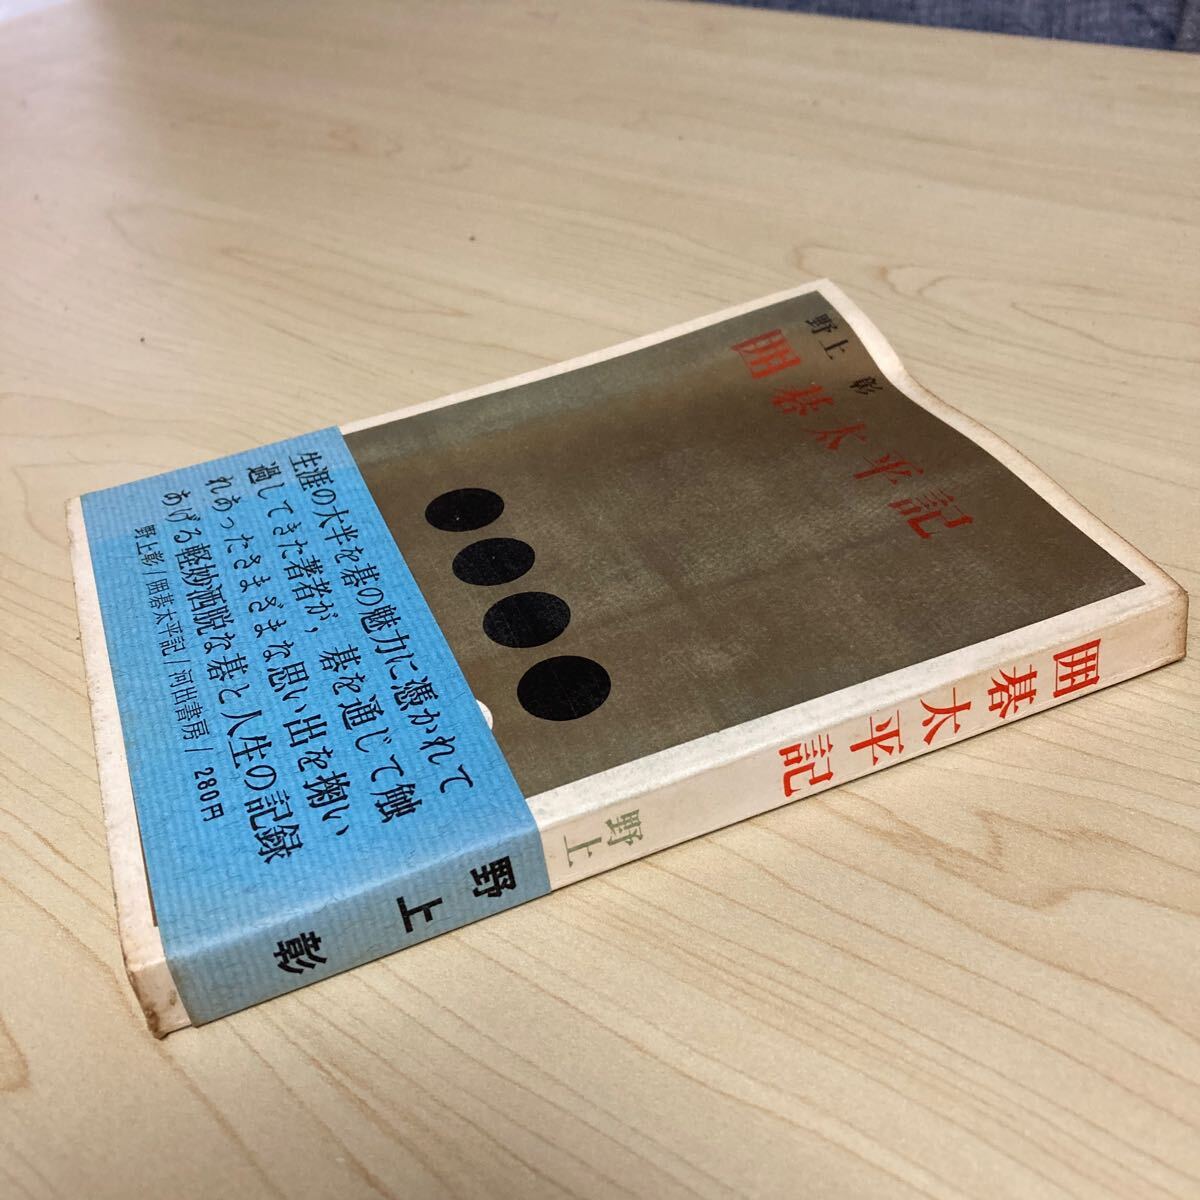 野上 彰
囲碁太平記
生涯の大半を碁の魅力に憑かれて
過してきた著者が，碁を通じて触
れあったさまざまな思い出を掬い
あげる軽妙洒脱な碁と人生の記録
野上彰/囲碁太平記/河出書房/280円
囲碁太平記
野上
野上 彰